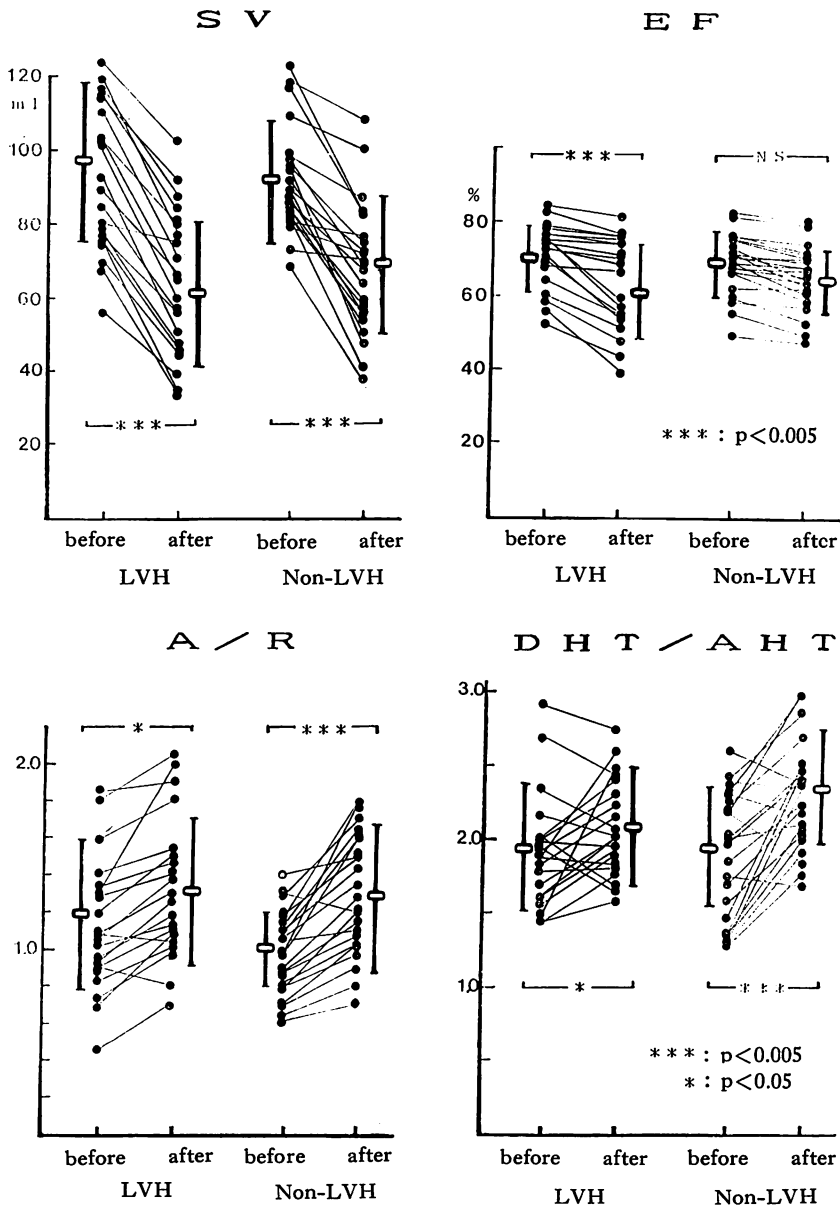 S V
120
ml
100
80
60
40
20
***
***
before after before after
LVH Non-LVH
E F
%
80
60
40
20
***
NS
*** : p<0.005
before after before after
LVH Non-LVH
A / R
2.0
1.0
*
***
before after before after
LVH Non-LVH
D H T / A H T
3.0
2.0
1.0
*
***
*** : p<0.005
* : p<0.05
before after before after
LVH Non-LVH